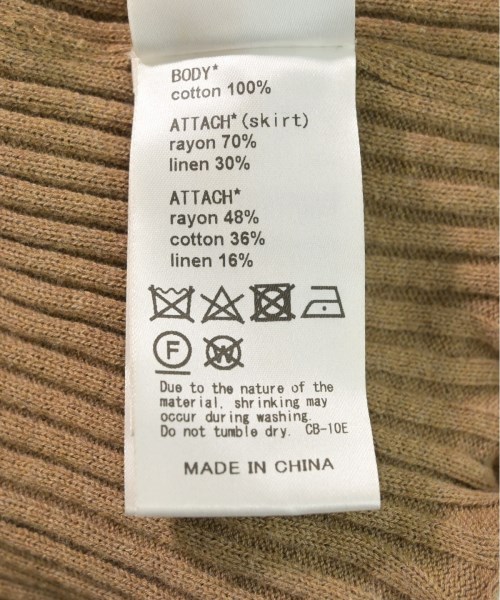 BODY*
cotton 100%
ATTACH*(skirt)
rayon 70%
linen 30%
ATTACH*
rayon 48%
cotton 36%
linen 16%
F W
Due to the nature of the
material, shrinking may
occur during washing.
Do not tumble dry. CB-10E
MADE IN CHINA